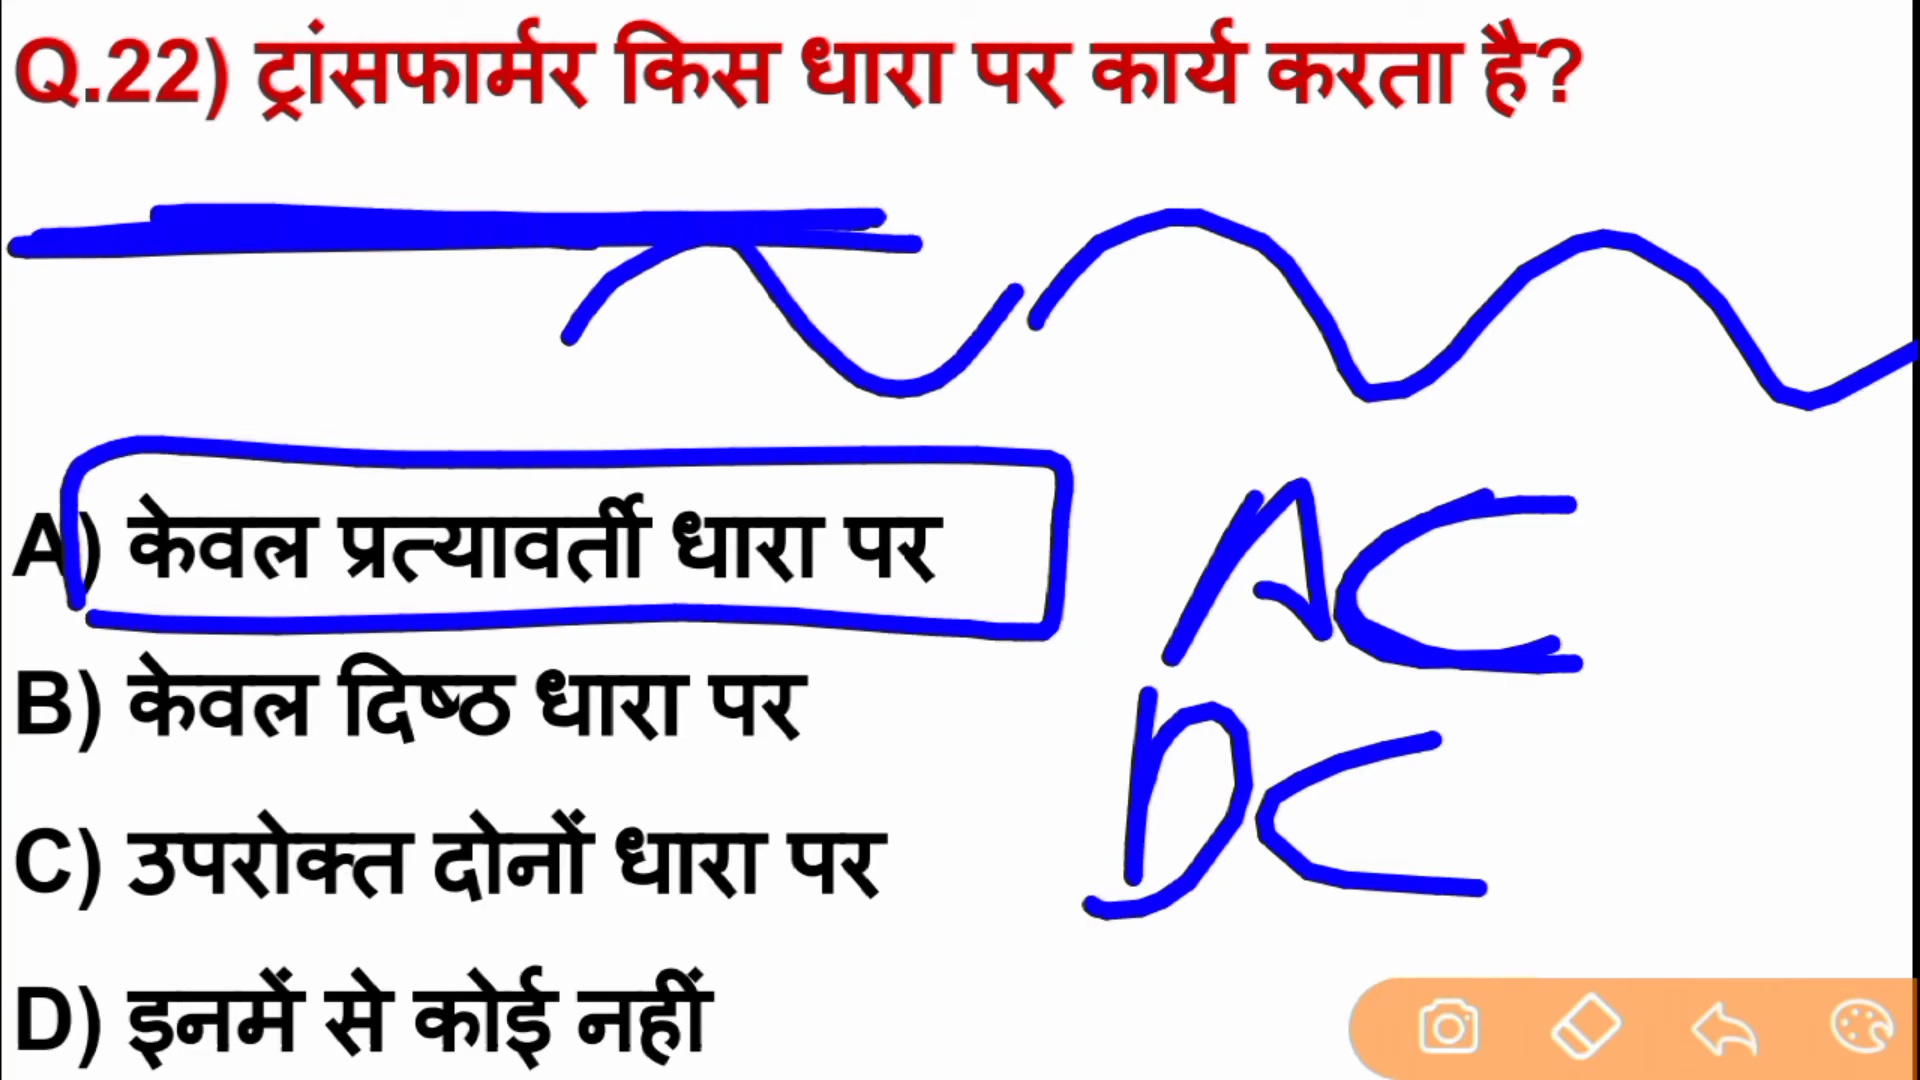 Q.22) ट्रांसफार्मर किस धारा पर कार्य करता है?
A) केवल प्रत्यावर्ती धारा पर
AC
B) केवल दिष्ठ धारा पर
DC
C) उपरोक्त दोनों धारा पर
D) इनमें से कोई नहीं